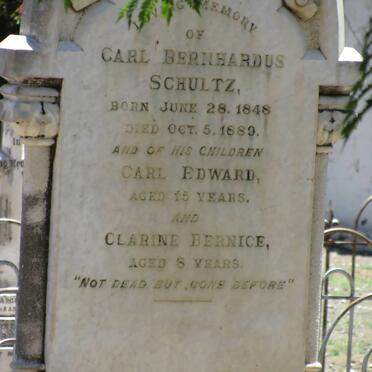 MEMORY
OF
CARL BERNHARDUS
SCHULTZ,
BORN JUNE 28. 1848
DIED OCT. 5. 1889.
AND OF HIS CHILDREN
CARL EDWARD,
AGED 15 YEARS,
AND
CLARINE BERNICE,
AGED 8 YEARS.
"NOT DEAD BUT GONE BEFORE"